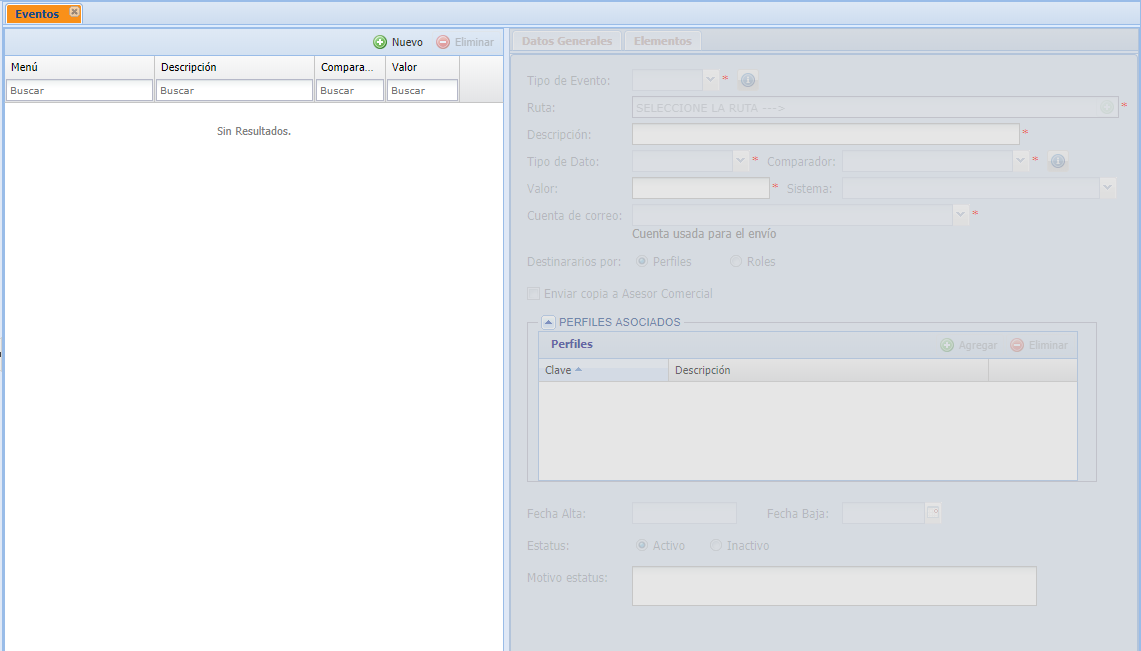 Eventos
Nuevo Eliminar
Menú Descripción Compara... Valor
Buscar Buscar Buscar Buscar
Sin Resultados.
Datos Generales Elementos
Tipo de Evento: *
Ruta: SELECCIONE LA RUTA ---> *
Descripción: *
Tipo de Dato: * Comparador: *
Valor: * Sistema:
Cuenta de correo: *
Cuenta usada para el envío
Destinararios por: Perfiles Roles
Enviar copia a Asesor Comercial
PERFILES ASOCIADOS
Perfiles Agregar Eliminar
Clave Descripción
Fecha Alta: Fecha Baja:
Estatus: Activo Inactivo
Motivo estatus: